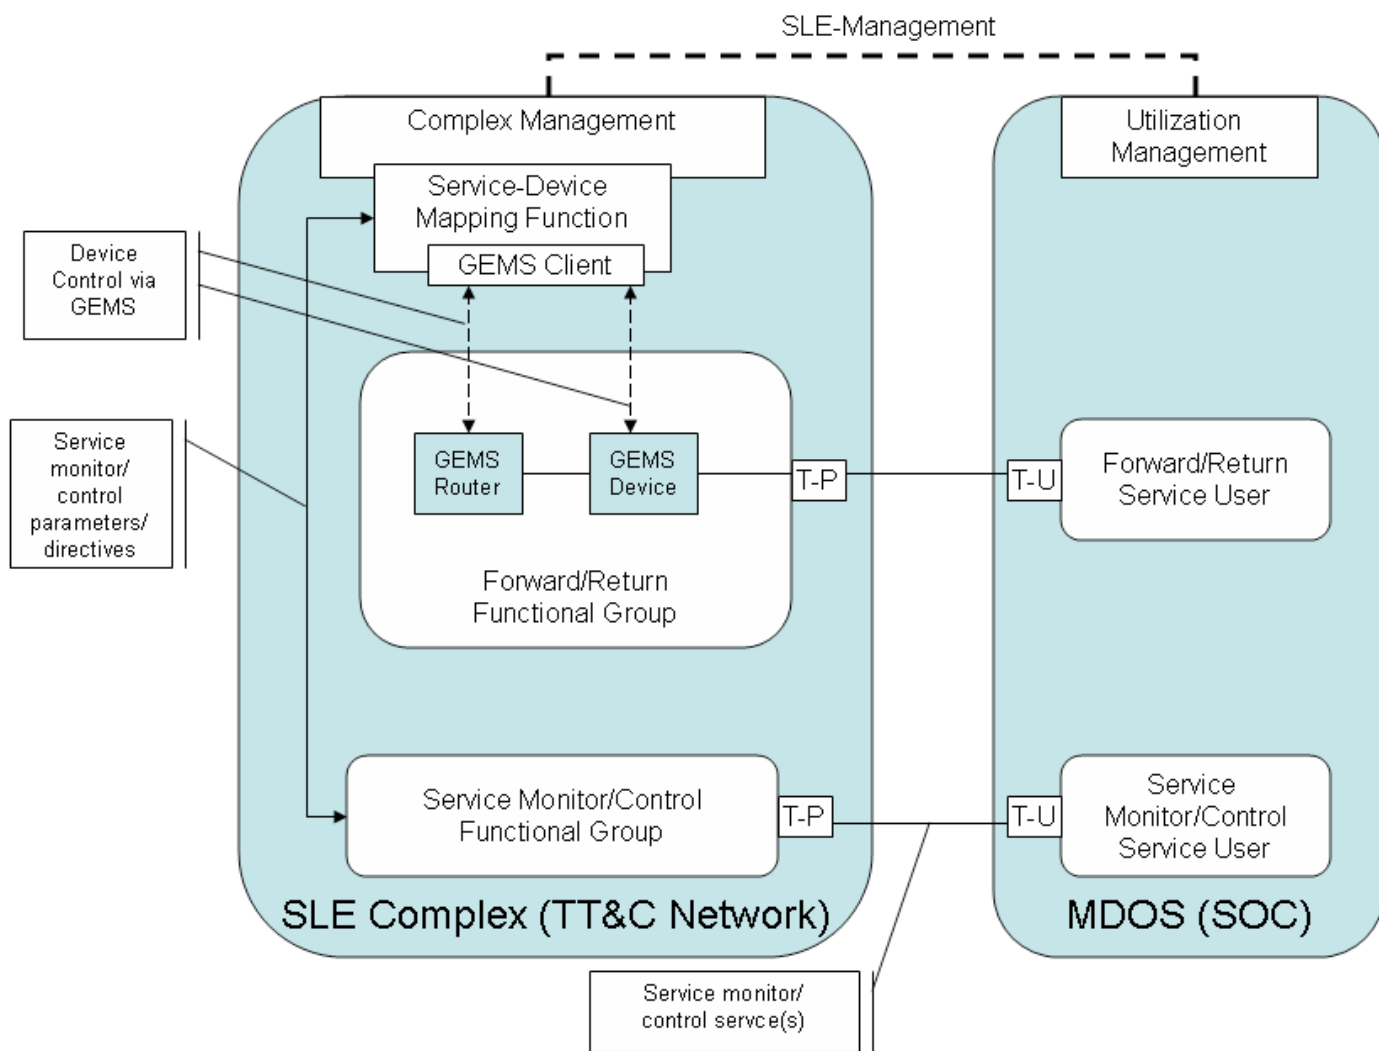 SLE-Management
Complex Management
Utilization
Management
Service-Device
Mapping Function
GEMS Client
Device
Control via
GEMS
Service
monitor/
control
parameters/
directives
GEMS
Router
GEMS
Device
T-P
T-U
Forward/Return
Service User
Forward/Return
Functional Group
Service Monitor/Control
Functional Group
T-P
T-U
Service
Monitor/Control
Service User
SLE Complex (TT&C Network)
MDOS (SOC)
Service monitor/
control servce(s)